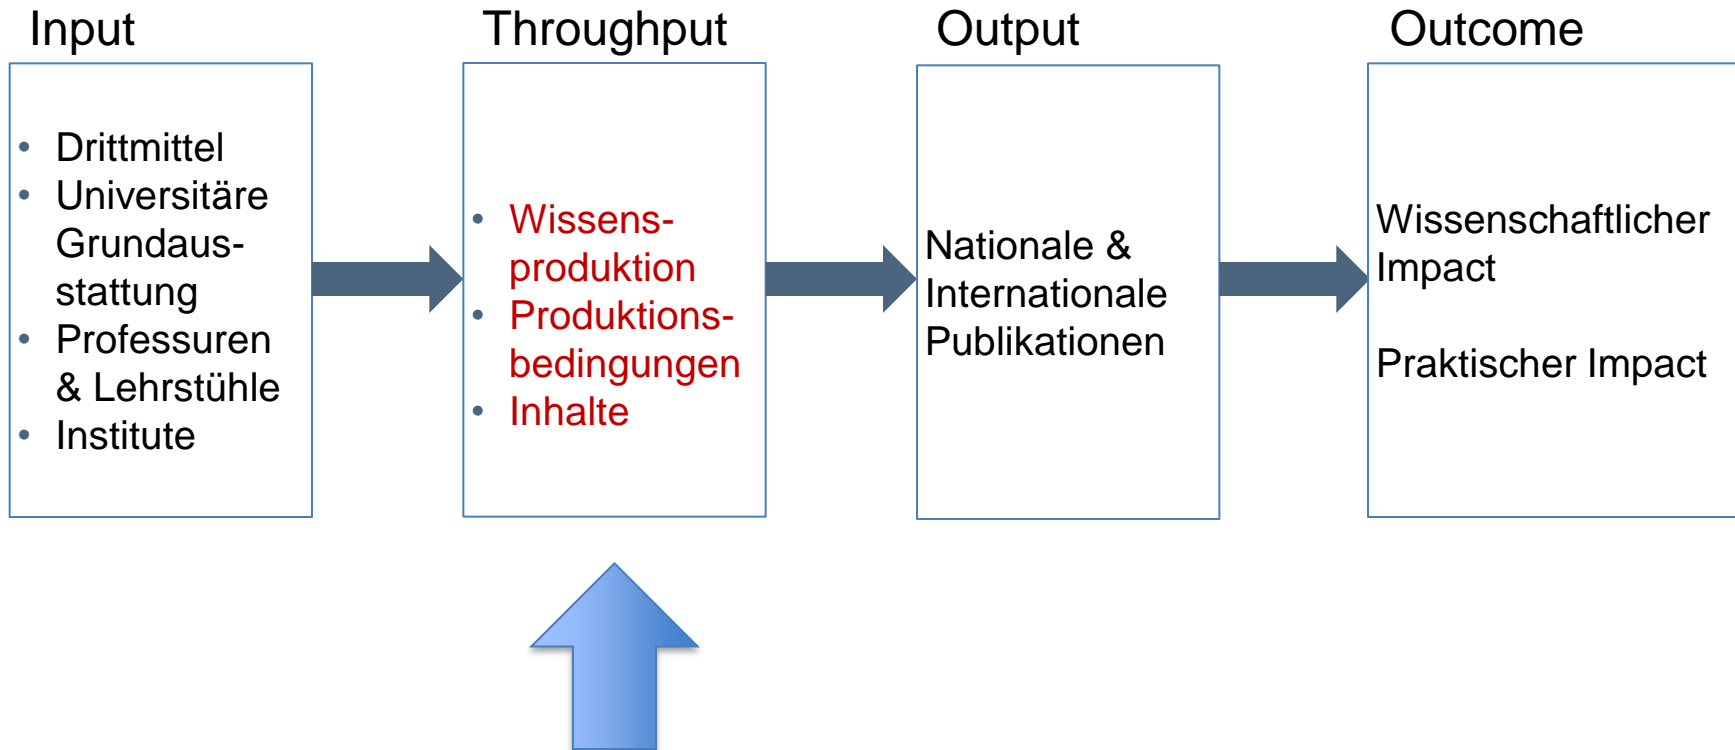 Input
• Drittmittel
• Universitäre
Grundaus-
stattung
• Professuren
& Lehrstühle
• Institute
Throughput
• Wissens-
produktion
• Produktions-
bedingungen
• Inhalte
Output
Nationale &
Internationale
Publikationen
Outcome
Wissenschaftlicher
Impact
Praktischer Impact